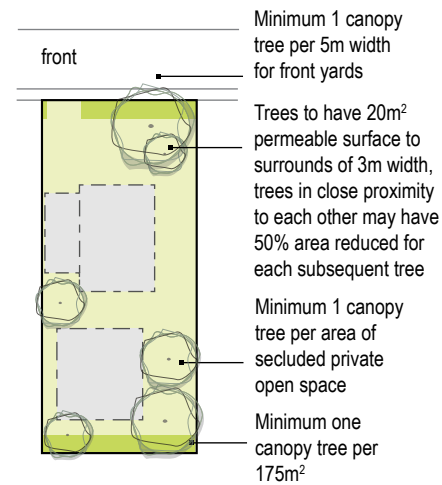 front
Minimum 1 canopy
tree per 5m width
for front yards
Trees to have 20m²
permeable surface to
surrounds of 3m width,
trees in close proximity
to each other may have
50% area reduced for
each subsequent tree
Minimum 1 canopy
tree per area of
secluded private
open space
Minimum one
canopy tree per
175m²